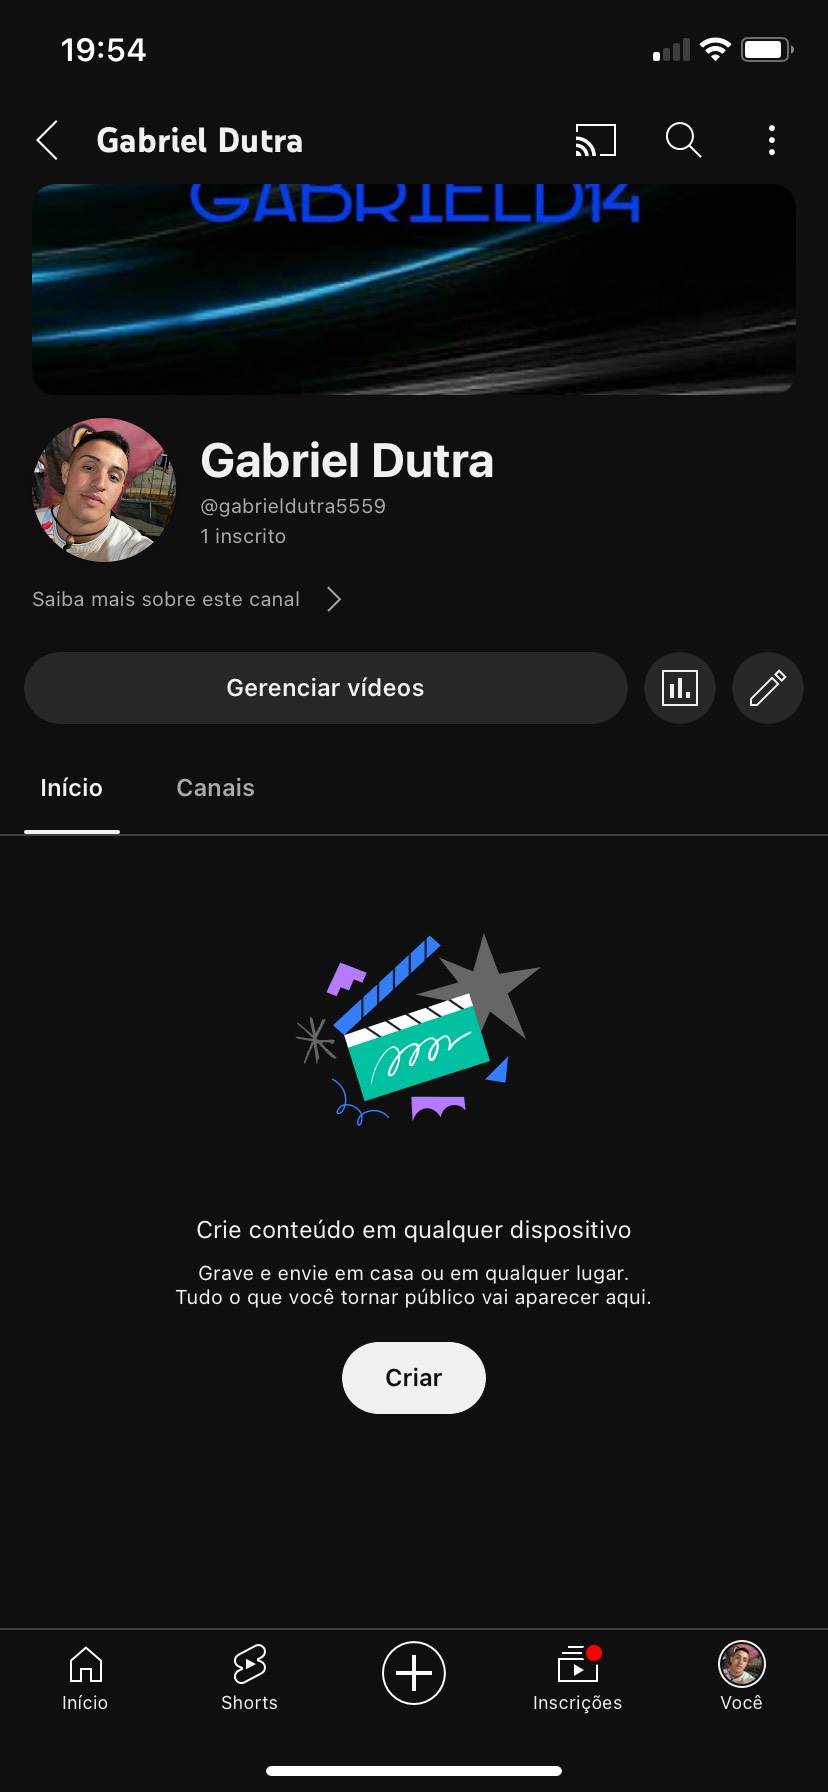 19:54
Gabriel Dutra
GABRIELD14
Gabriel Dutra
@gabrieldutra5559
1 inscrito
Saiba mais sobre este canal
Gerenciar vídeos
Início
Canais
Crie conteúdo em qualquer dispositivo
Grave e envie em casa ou em qualquer lugar.
Tudo o que você tornar público vai aparecer aqui.
Criar
Início
Shorts
Inscrições
Você